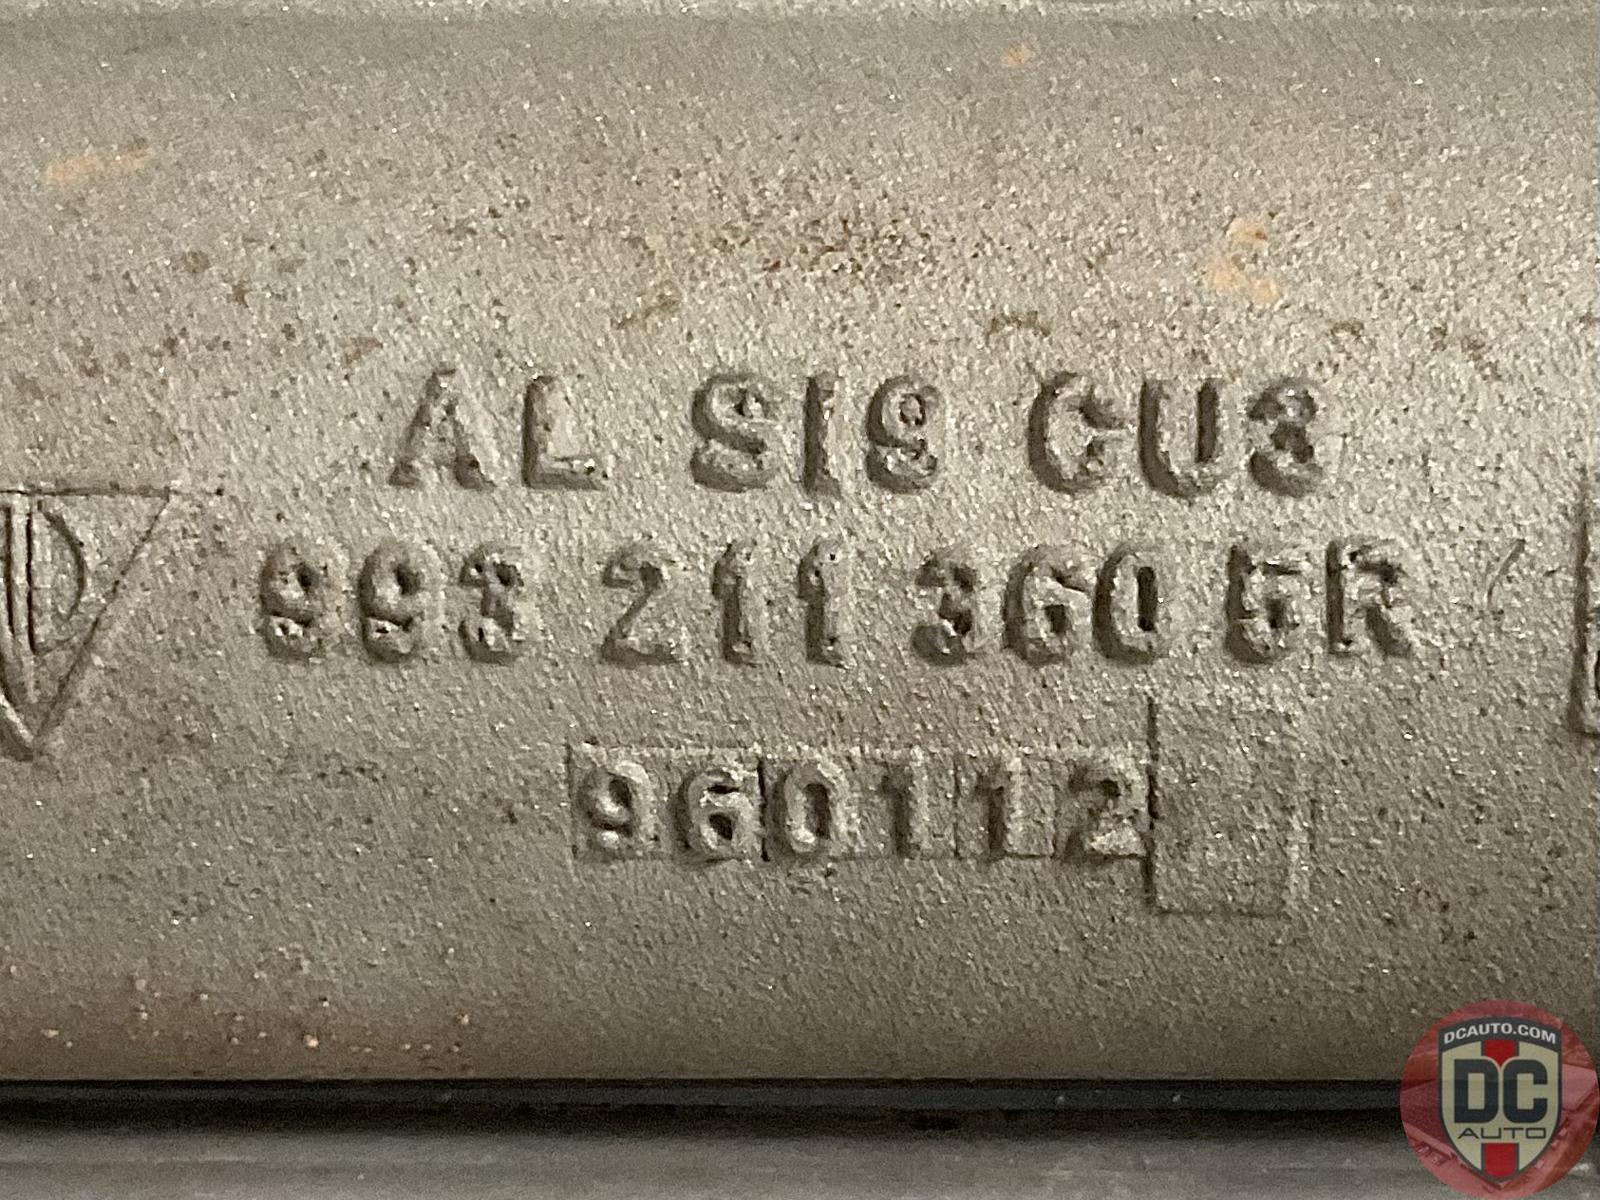 AL SI9 CU3
993 211 360 5R
960112
DCAUTO.COM
DC
AUTO